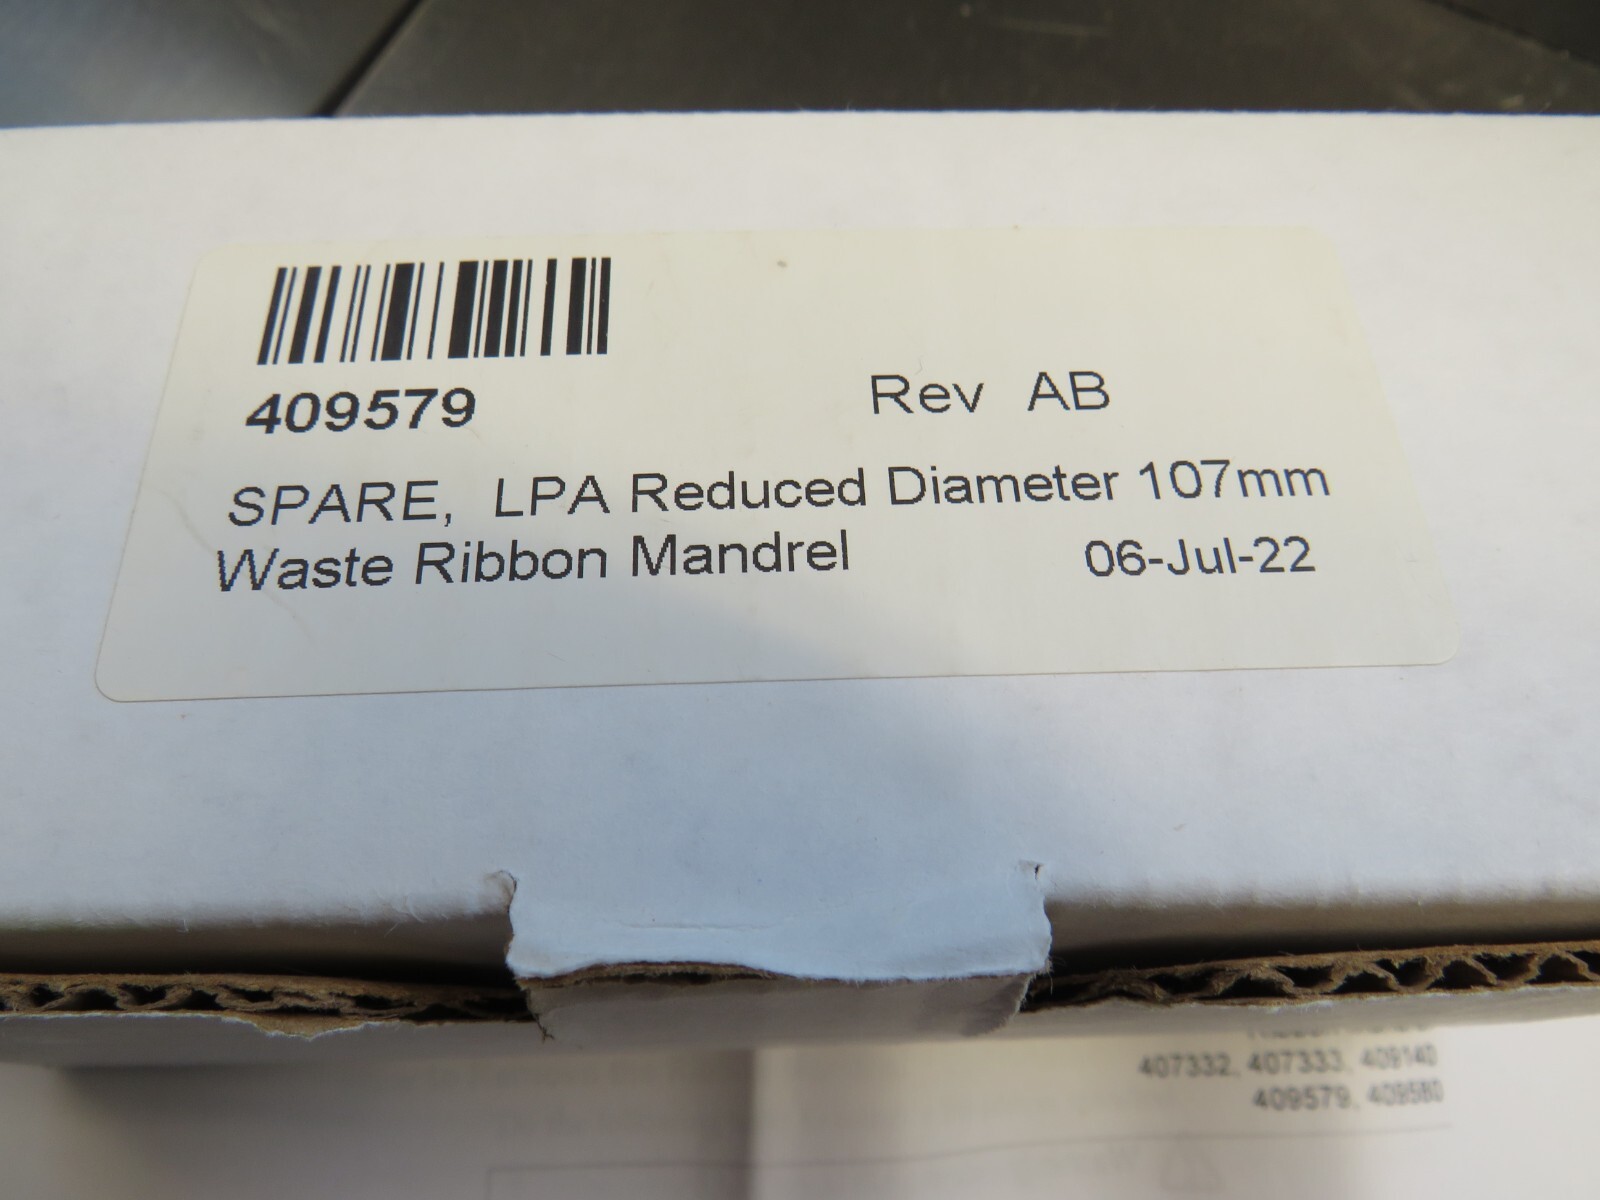 409579 Rev AB
SPARE, LPA Reduced Diameter 107mm
Waste Ribbon Mandrel 06-Jul-22
407332, 407333, 409140
409579, 409580